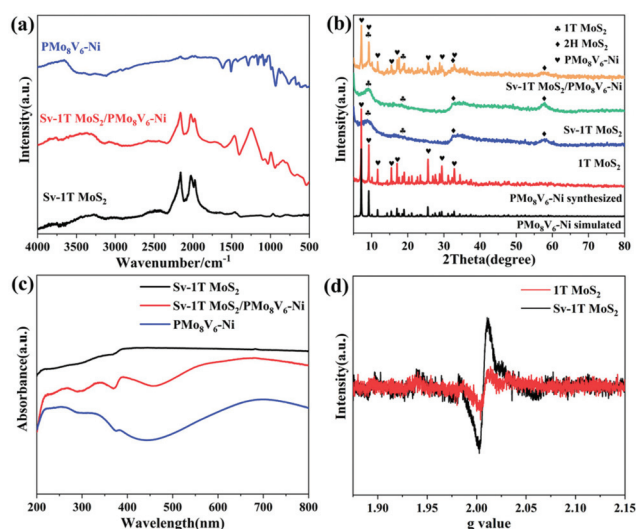 (a)
PMo₈V₆-Ni
Sv-1T MoS₂/PMo₈V₆-Ni
Sv-1T MoS₂
Intensity(a.u.)
4000 3500 3000 2500 2000 1500 1000 500
Wavenumber/cm⁻¹
(b)
♣ 1T MoS₂
♦ 2H MoS₂
♥ PMo₈V₆-Ni
Sv-1T MoS₂/PMo₈V₆-Ni
Sv-1T MoS₂
1T MoS₂
PMo₈V₆-Ni synthesized
PMo₈V₆-Ni simulated
Intensity(a.u.)
10 20 30 40 50 60 70 80
2Theta(degree)
(c)
Sv-1T MoS₂
Sv-1T MoS₂/PMo₈V₆-Ni
PMo₈V₆-Ni
Absorbance(a.u.)
200 300 400 500 600 700 800
Wavelength(nm)
(d)
1T MoS₂
Sv-1T MoS₂
Intensity(a.u.)
1.90 1.95 2.00 2.05 2.10 2.15
g value